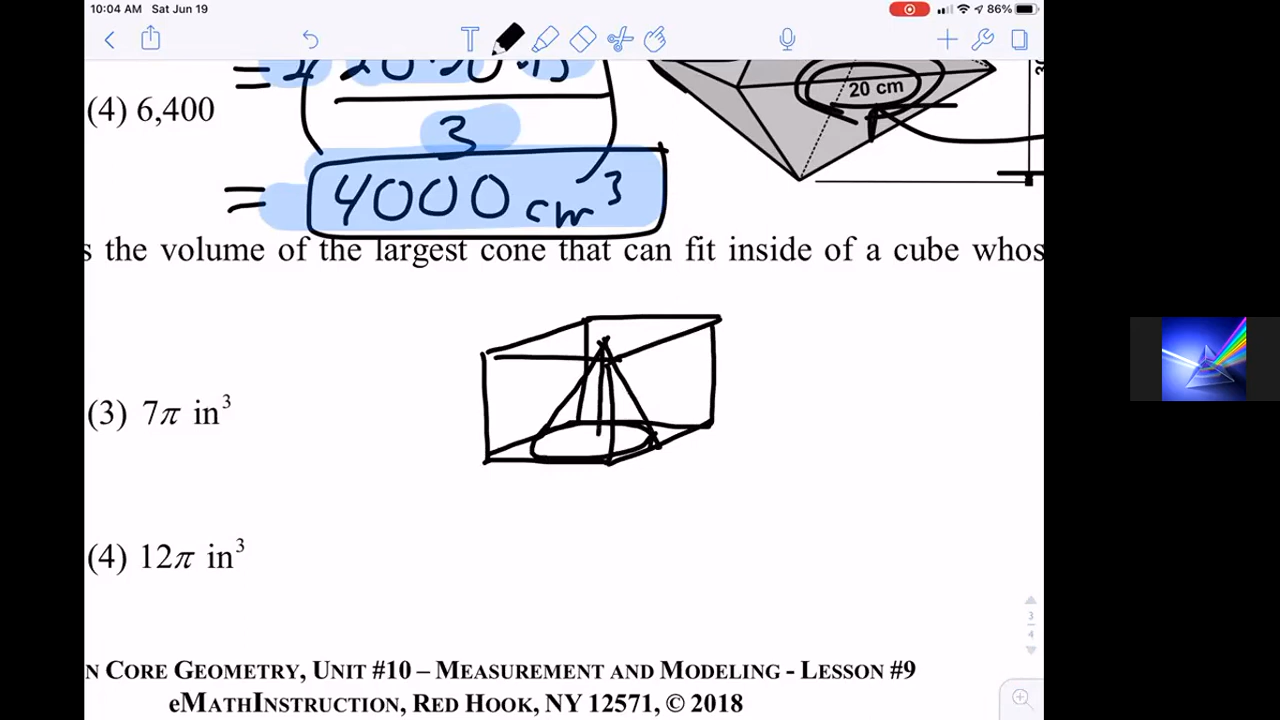 10:04 AM Sat Jun 19
86%
T
(4) 6,400
3
20 cm
= 4000 cm³
s the volume of the largest cone that can fit inside of a cube whos
(3) 7π in³
(4) 12π in³
3
4
N CORE GEOMETRY, UNIT #10 – MEASUREMENT AND MODELING - LESSON #9
eMATHINSTRUCTION, RED HOOK, NY 12571, © 2018